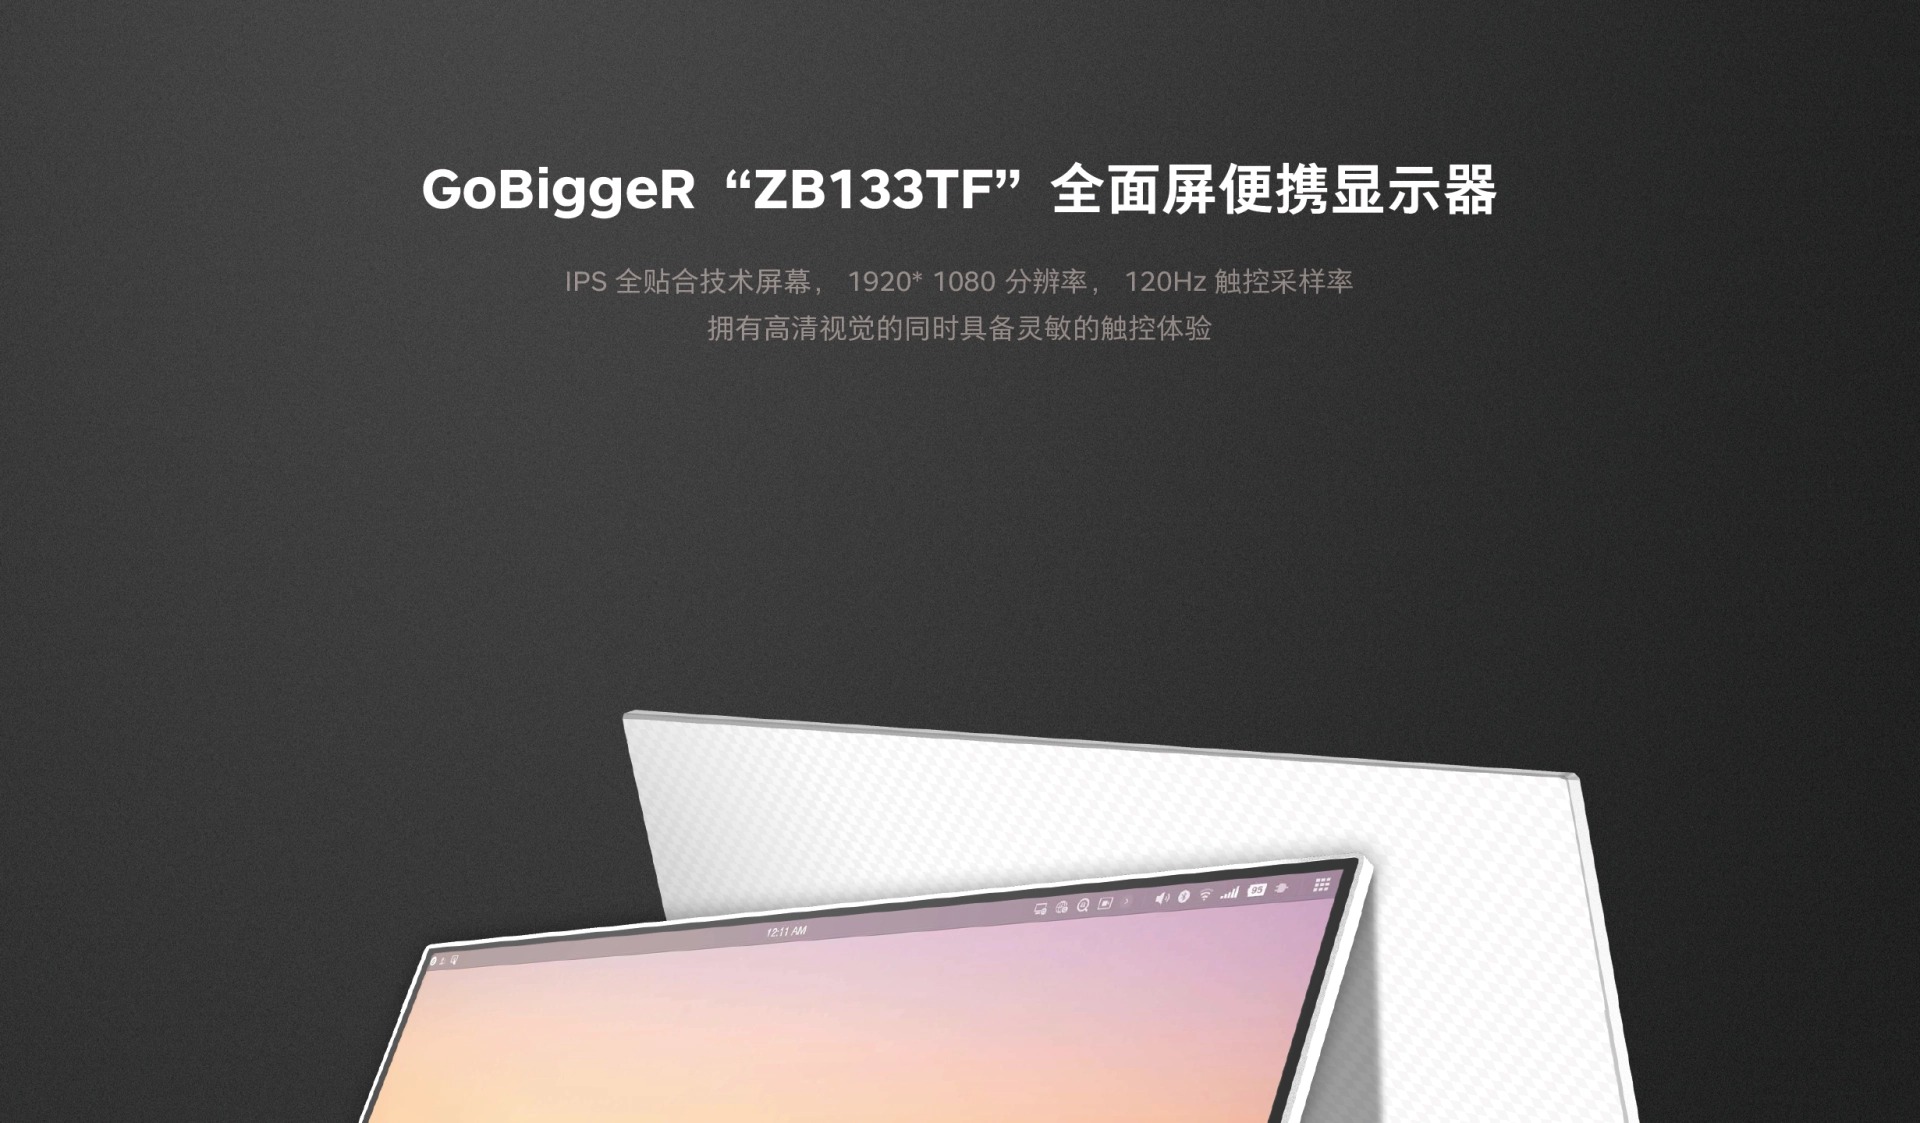 GoBiggeR “ZB133TF” 全面屏便携显示器
IPS 全贴合技术屏幕， 1920* 1080 分辨率， 120Hz 触控采样率
拥有高清视觉的同时具备灵敏的触控体验
95
12:11 AM